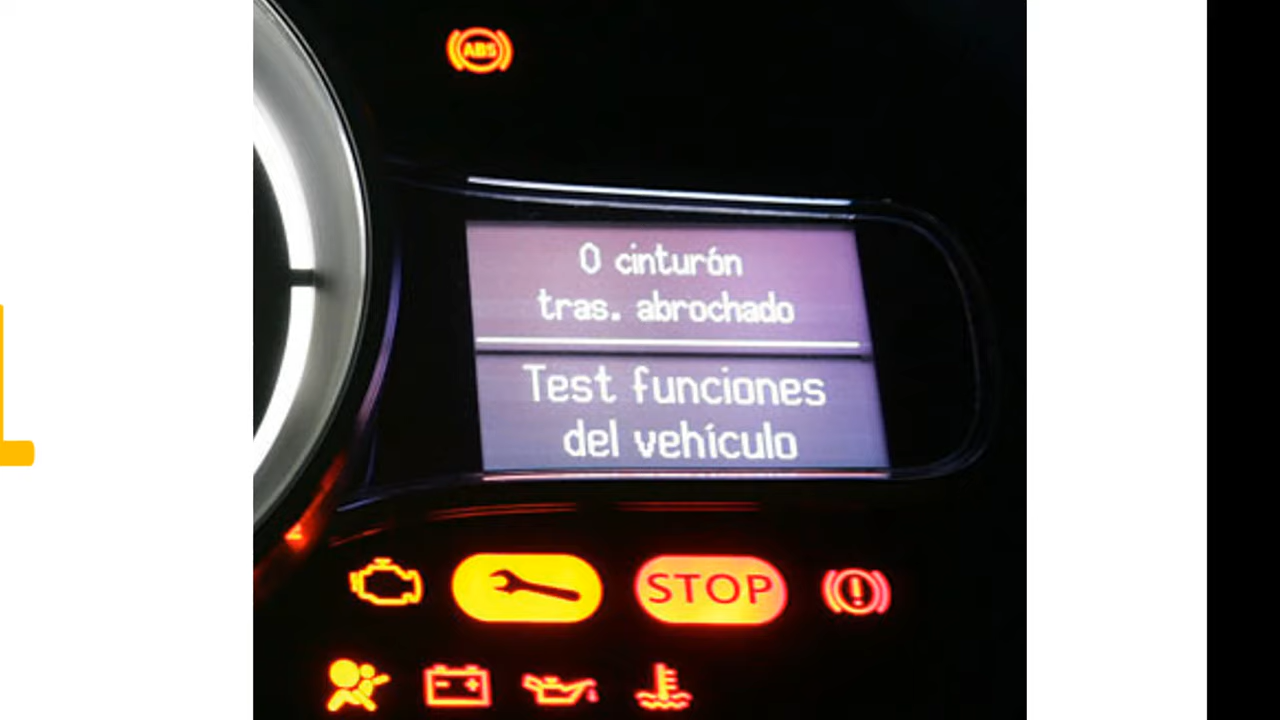 ABS
0 cinturón
tras. abrochado
Test funciones
del vehículo
STOP